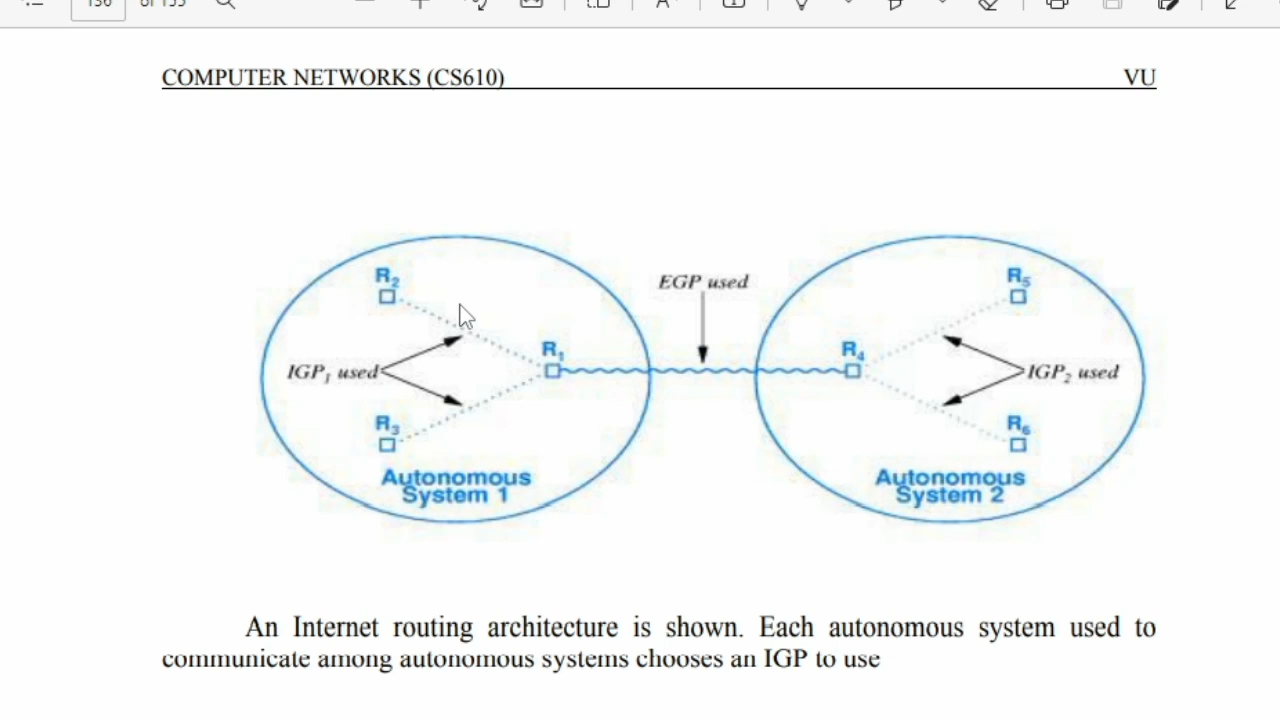 COMPUTER NETWORKS (CS610) VU
R₂
R₅
EGP used
R₁
R₄
IGP₁ used
IGP₂ used
R₃
R₆
Autonomous
System 1
Autonomous
System 2
An Internet routing architecture is shown. Each autonomous system used to
communicate among autonomous systems chooses an IGP to use